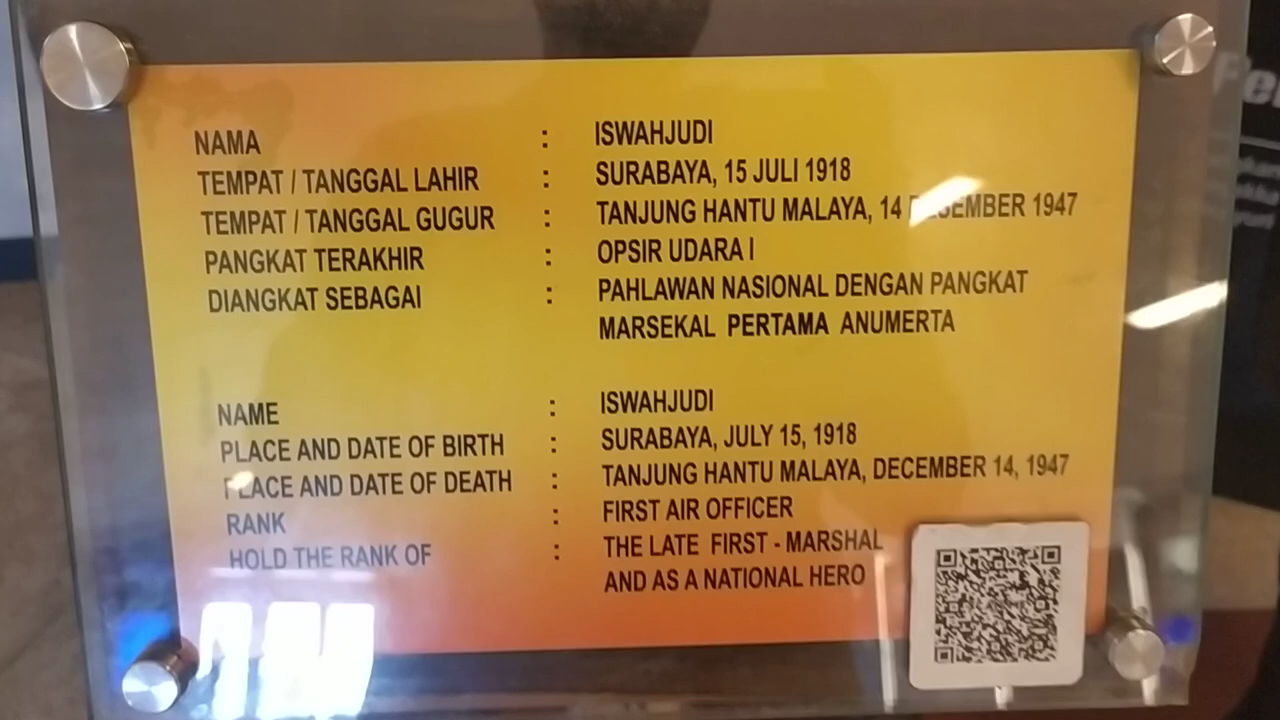 NAMA : ISWAHJUDI
TEMPAT / TANGGAL LAHIR : SURABAYA, 15 JULI 1918
TEMPAT / TANGGAL GUGUR : TANJUNG HANTU MALAYA, 14 1947
PANGKAT TERAKHIR : OPSIR UDARA I
DIANGKAT SEBAGAI : PAHLAWAN NASIONAL DENGAN PANGKAT
MARSEKAL PERTAMA ANUMERTA
NAME : ISWAHJUDI
PLACE AND DATE OF BIRTH : SURABAYA, JULY 15, 1918
PLACE AND DATE OF DEATH : TANJUNG HANTU MALAYA, DECEMBER 14, 1947
RANK : FIRST AIR OFFICER
HOLD THE RANK OF : THE LATE FIRST - MARSHAL
AND AS A NATIONAL HERO